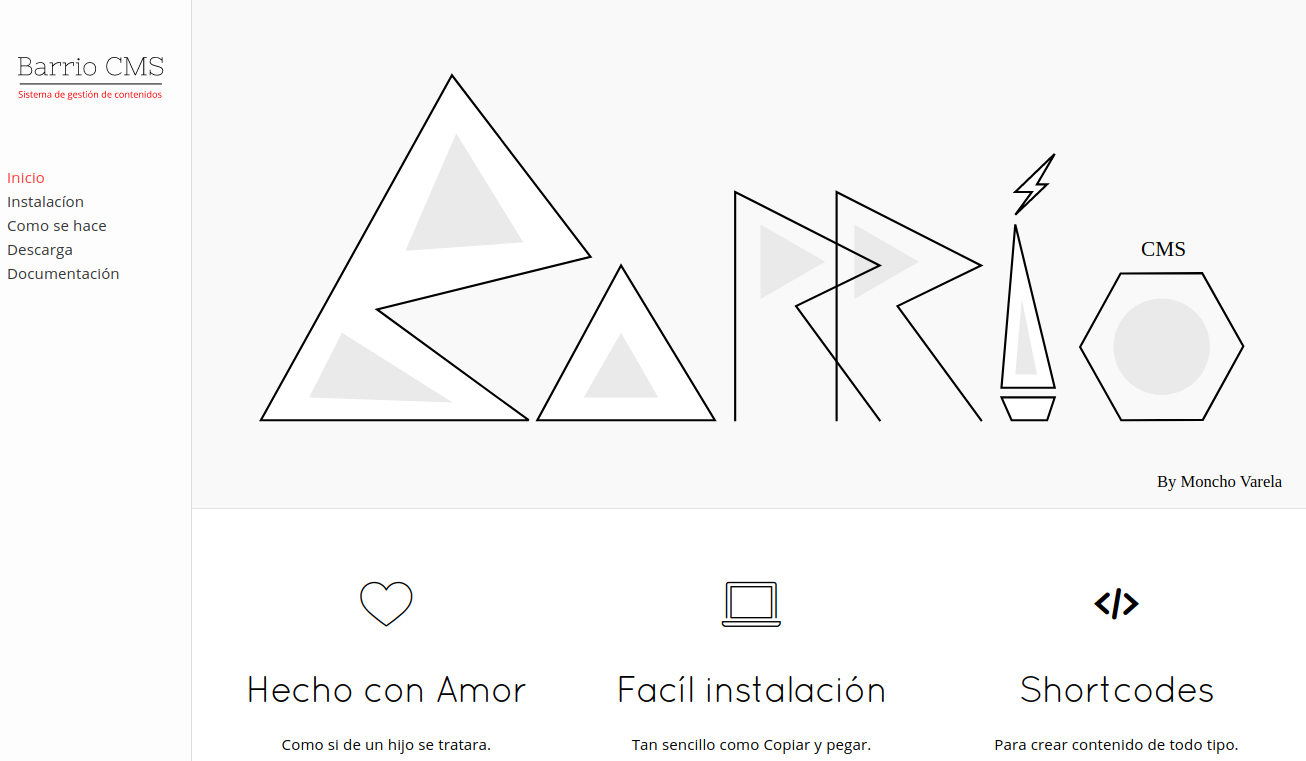 Barrio CMS
Sistema de gestión de contenidos
Inicio
Instalacíon
Como se hace
Descarga
Documentación
BARRIO
CMS
By Moncho Varela
Hecho con Amor
Como si de un hijo se tratara.
Facíl instalación
Tan sencillo como Copiar y pegar.
Shortcodes
Para crear contenido de todo tipo.